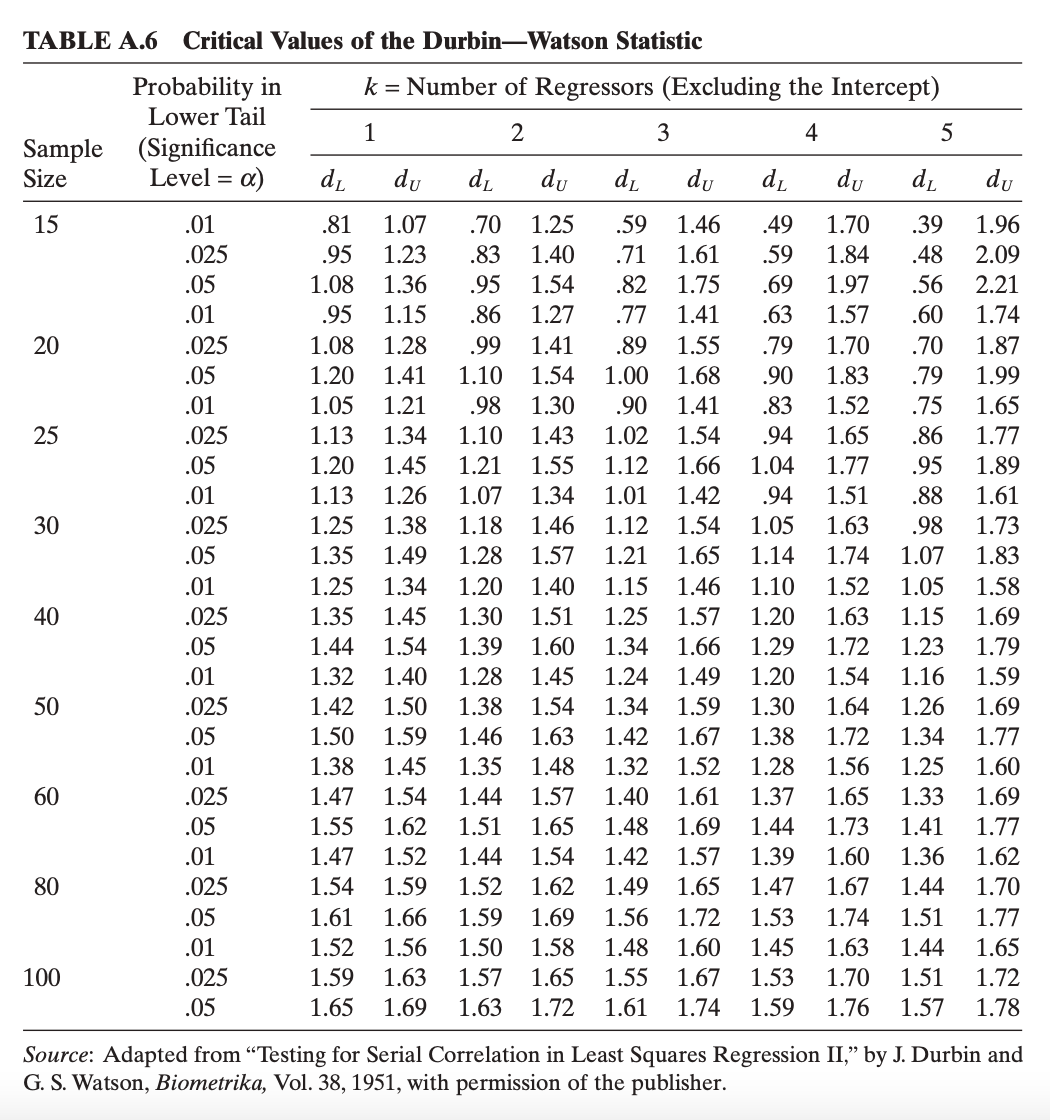 TABLE A.6 Critical Values of the Durbin—Watson Statistic
Probability in k = Number of Regressors (Excluding the Intercept)
Lower Tail
1 2 3 4 5
Sample (Significance
Size Level = α) dL dU dL dU dL dU dL dU dL dU
15 .01 .81 1.07 .70 1.25 .59 1.46 .49 1.70 .39 1.96
.025 .95 1.23 .83 1.40 .71 1.61 .59 1.84 .48 2.09
.05 1.08 1.36 .95 1.54 .82 1.75 .69 1.97 .56 2.21
.01 .95 1.15 .86 1.27 .77 1.41 .63 1.57 .60 1.74
20 .025 1.08 1.28 .99 1.41 .89 1.55 .79 1.70 .70 1.87
.05 1.20 1.41 1.10 1.54 1.00 1.68 .90 1.83 .79 1.99
.01 1.05 1.21 .98 1.30 .90 1.41 .83 1.52 .75 1.65
25 .025 1.13 1.34 1.10 1.43 1.02 1.54 .94 1.65 .86 1.77
.05 1.20 1.45 1.21 1.55 1.12 1.66 1.04 1.77 .95 1.89
.01 1.13 1.26 1.07 1.34 1.01 1.42 .94 1.51 .88 1.61
30 .025 1.25 1.38 1.18 1.46 1.12 1.54 1.05 1.63 .98 1.73
.05 1.35 1.49 1.28 1.57 1.21 1.65 1.14 1.74 1.07 1.83
.01 1.25 1.34 1.20 1.40 1.15 1.46 1.10 1.52 1.05 1.58
40 .025 1.35 1.45 1.30 1.51 1.25 1.57 1.20 1.63 1.15 1.69
.05 1.44 1.54 1.39 1.60 1.34 1.66 1.29 1.72 1.23 1.79
.01 1.32 1.40 1.28 1.45 1.24 1.49 1.20 1.54 1.16 1.59
50 .025 1.42 1.50 1.38 1.54 1.34 1.59 1.30 1.64 1.26 1.69
.05 1.50 1.59 1.46 1.63 1.42 1.67 1.38 1.72 1.34 1.77
.01 1.38 1.45 1.35 1.48 1.32 1.52 1.28 1.56 1.25 1.60
60 .025 1.47 1.54 1.44 1.57 1.40 1.61 1.37 1.65 1.33 1.69
.05 1.55 1.62 1.51 1.65 1.48 1.69 1.44 1.73 1.41 1.77
.01 1.47 1.52 1.44 1.54 1.42 1.57 1.39 1.60 1.36 1.62
80 .025 1.54 1.59 1.52 1.62 1.49 1.65 1.47 1.67 1.44 1.70
.05 1.61 1.66 1.59 1.69 1.56 1.72 1.53 1.74 1.51 1.77
.01 1.52 1.56 1.50 1.58 1.48 1.60 1.45 1.63 1.44 1.65
100 .025 1.59 1.63 1.57 1.65 1.55 1.67 1.53 1.70 1.51 1.72
.05 1.65 1.69 1.63 1.72 1.61 1.74 1.59 1.76 1.57 1.78
Source: Adapted from “Testing for Serial Correlation in Least Squares Regression II,” by J. Durbin and
G. S. Watson, Biometrika, Vol. 38, 1951, with permission of the publisher.